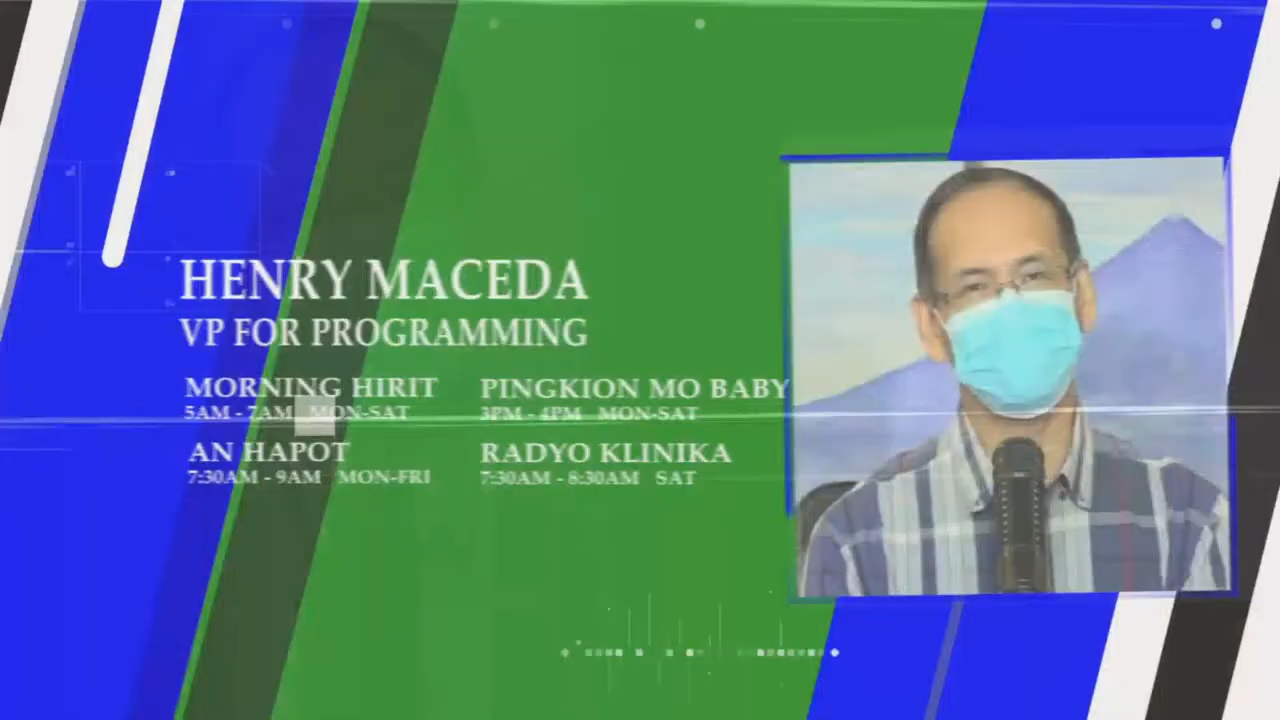 HENRY MACEDA
VP FOR PROGRAMMING
MORNING HIRIT
5AM - 7AM MON-SAT
PINGKION MO BABY
3PM - 4PM MON-SAT
AN HAPOT
7:30AM - 9AM MON-FRI
RADYO KLINIKA
7:30AM - 8:30AM SAT